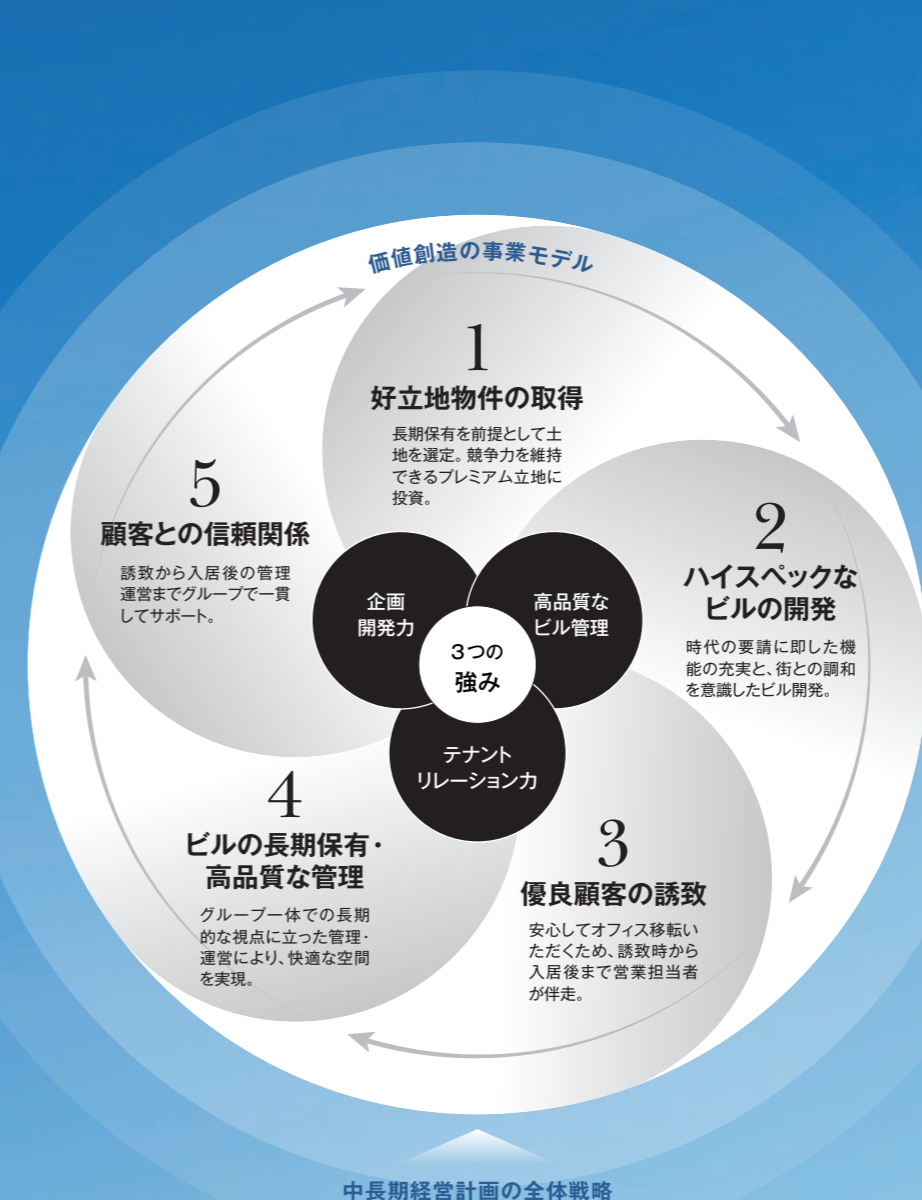 価値創造の事業モデル
1
好立地物件の取得
長期保有を前提として土
地を選定。競争力を維持
できるプレミアム立地に
投資。
2
ハイスペックな
ビルの開発
時代の要請に即した機
能の充実と、街との調和
を意識したビル開発。
3
優良顧客の誘致
安心してオフィス移転い
ただくため、誘致時から
入居後まで営業担当者
が伴走。
4
ビルの長期保有・
高品質な管理
グループ一体での長期
的な視点に立った管理・
運営により、快適な空間
を実現。
5
顧客との信頼関係
誘致から入居後の管理
運営までグループで一貫
してサポート。
企画
開発力
高品質な
ビル管理
3つの
強み
テナント
リレーション力
中長期経営計画の全体戦略